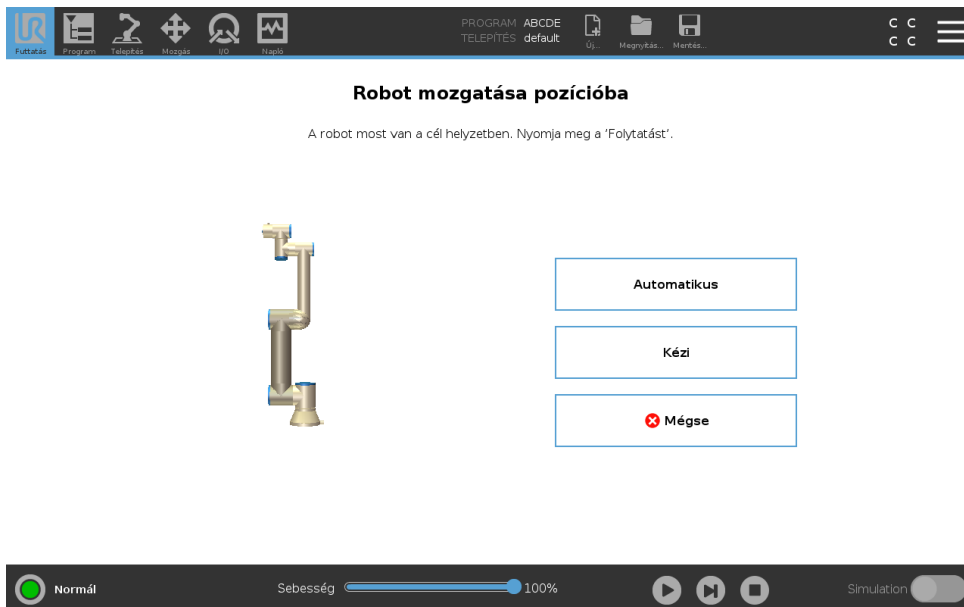 Futtatás
Program
Telepítés
Mozgás
I/O
Napló
PROGRAM ABCDE
TELEPÍTÉS default
Új...
Megnyitás...
Mentés...
C C
C C
Robot mozgatása pozícióba
A robot most van a cél helyzetben. Nyomja meg a 'Folytatást'.
Automatikus
Kézi
Mégse
Normál
Sebesség
100%
Simulation